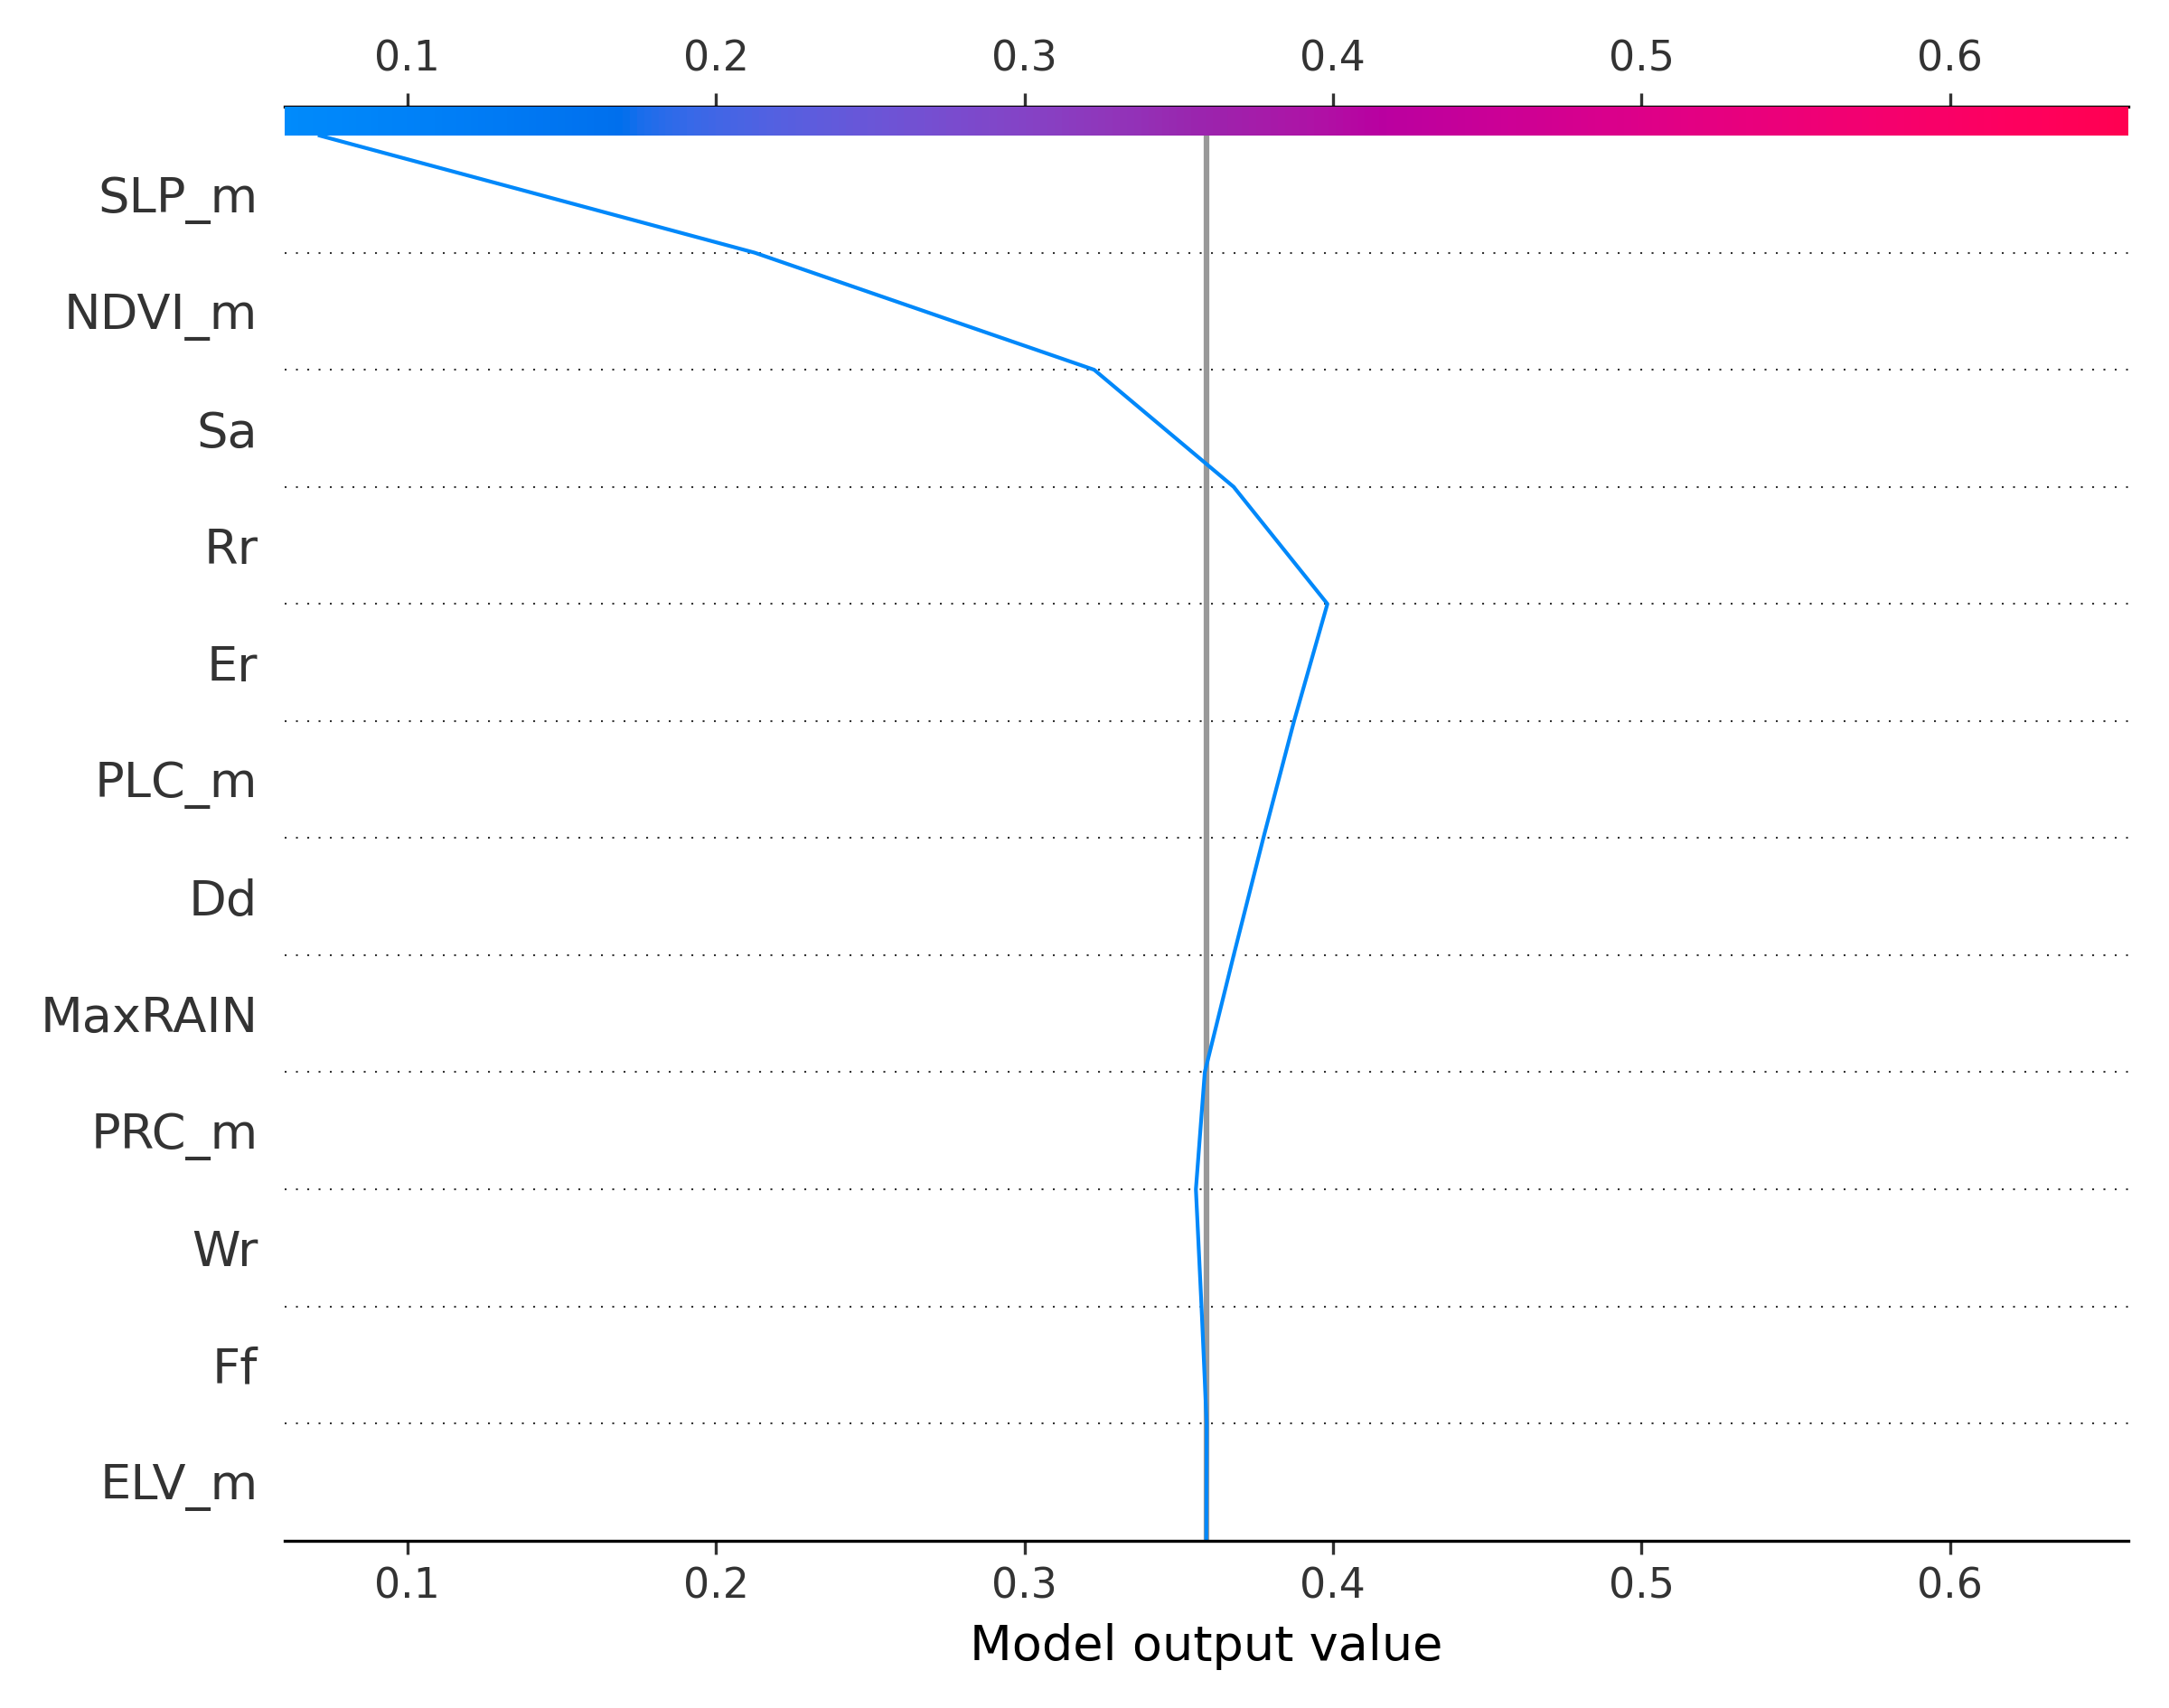 0.1 0.2 0.3 0.4 0.5 0.6
SLP_m
NDVI_m
Sa
Rr
Er
PLC_m
Dd
MaxRAIN
PRC_m
Wr
Ff
ELV_m
0.1 0.2 0.3 0.4 0.5 0.6
Model output value